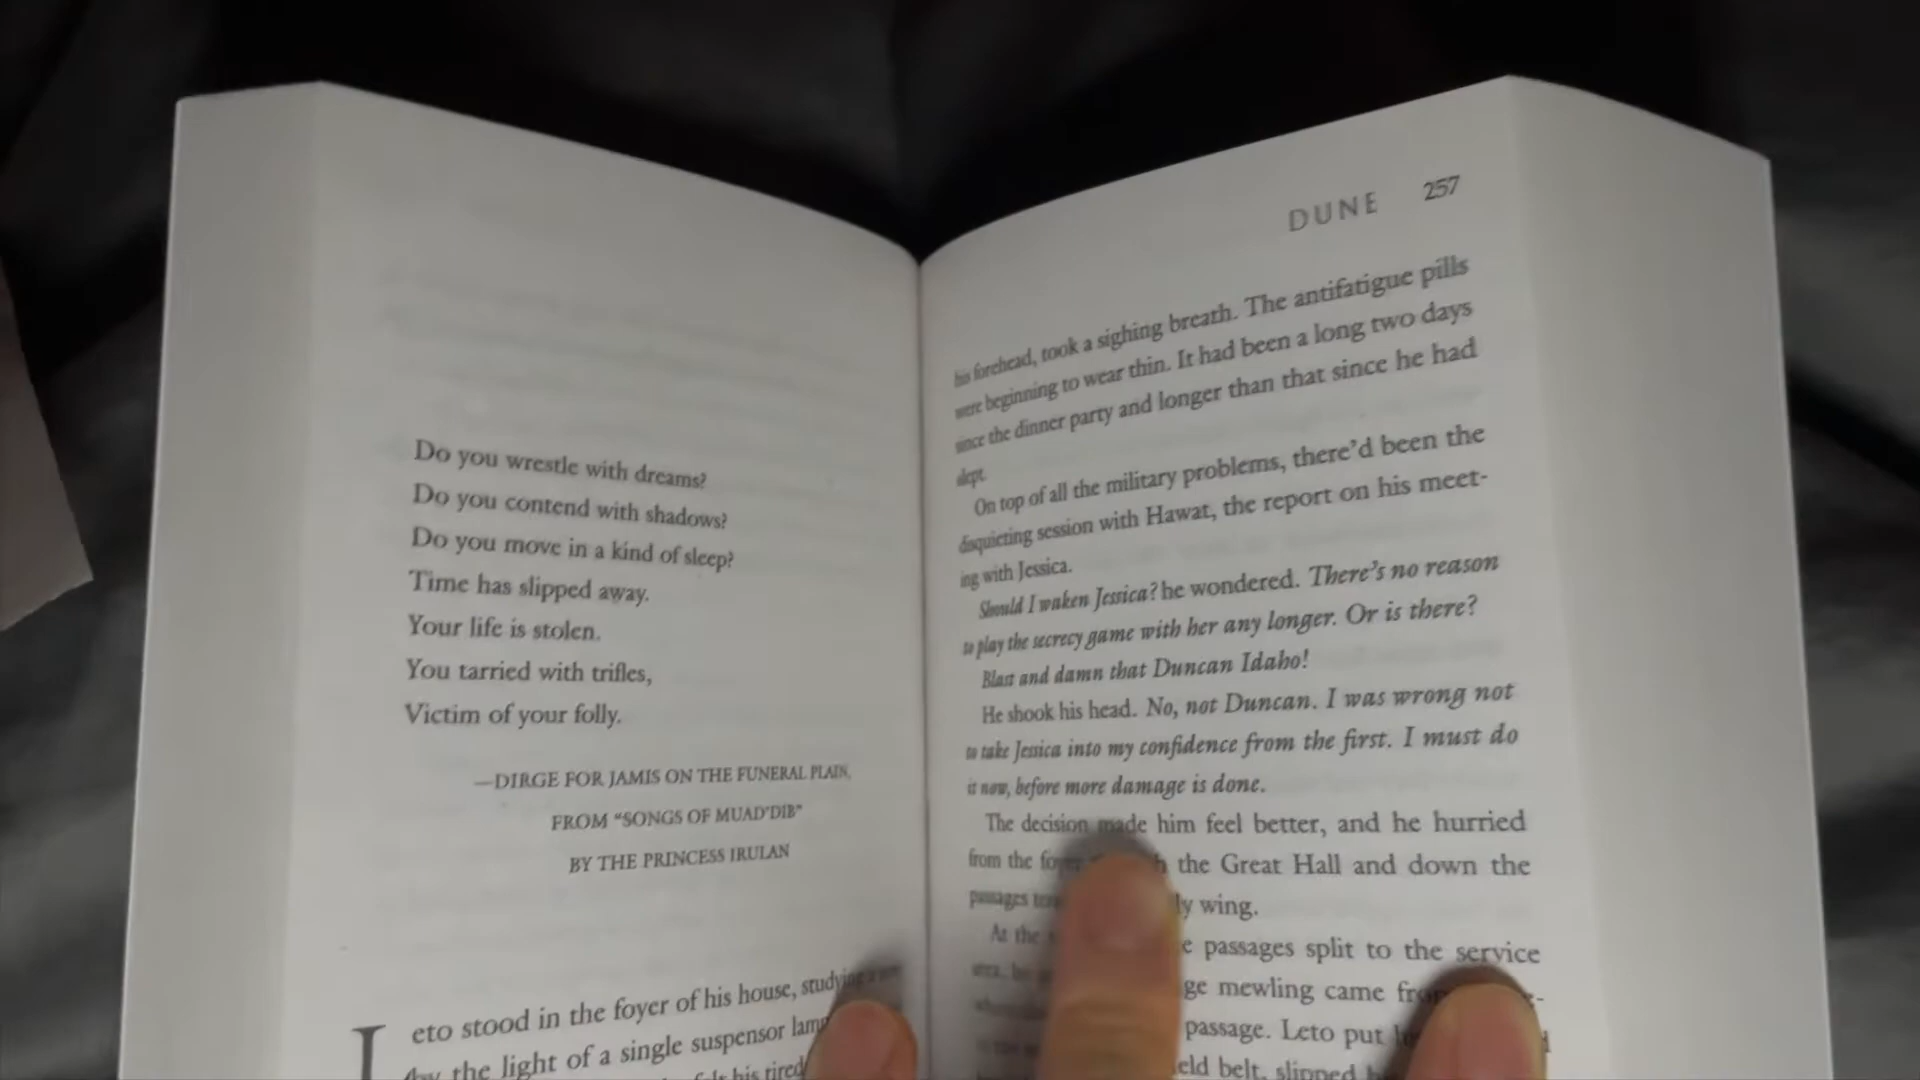 Do you wrestle with dreams?
Do you contend with shadows?
Do you move in a kind of sleep?
Time has slipped away.
Your life is stolen.
You tarried with trifles,
Victim of your folly.
—DIRGE FOR JAMIS ON THE FUNERAL PLAIN,
FROM “SONGS OF MUAD’DIB”
BY THE PRINCESS IRULAN
Leto stood in the foyer of his house, studying a
by the light of a single suspensor lamp
his tired
DUNE 257
his forehead, took a sighing breath. The antifatigue pills
were beginning to wear thin. It had been a long two days
since the dinner party and longer than that since he had
slept.
On top of all the military problems, there’d been the
disquieting session with Hawat, the report on his meet-
ing with Jessica.
Should I waken Jessica? he wondered. There’s no reason
to play the secrecy game with her any longer. Or is there?
Blast and damn that Duncan Idaho!
He shook his head. No, not Duncan. I was wrong not
to take Jessica into my confidence from the first. I must do
it now, before more damage is done.
The decision made him feel better, and he hurried
from the the Great Hall and down the
passages wing.
At the passages split to the service
mewling came
passage. Leto put
belt, slipped